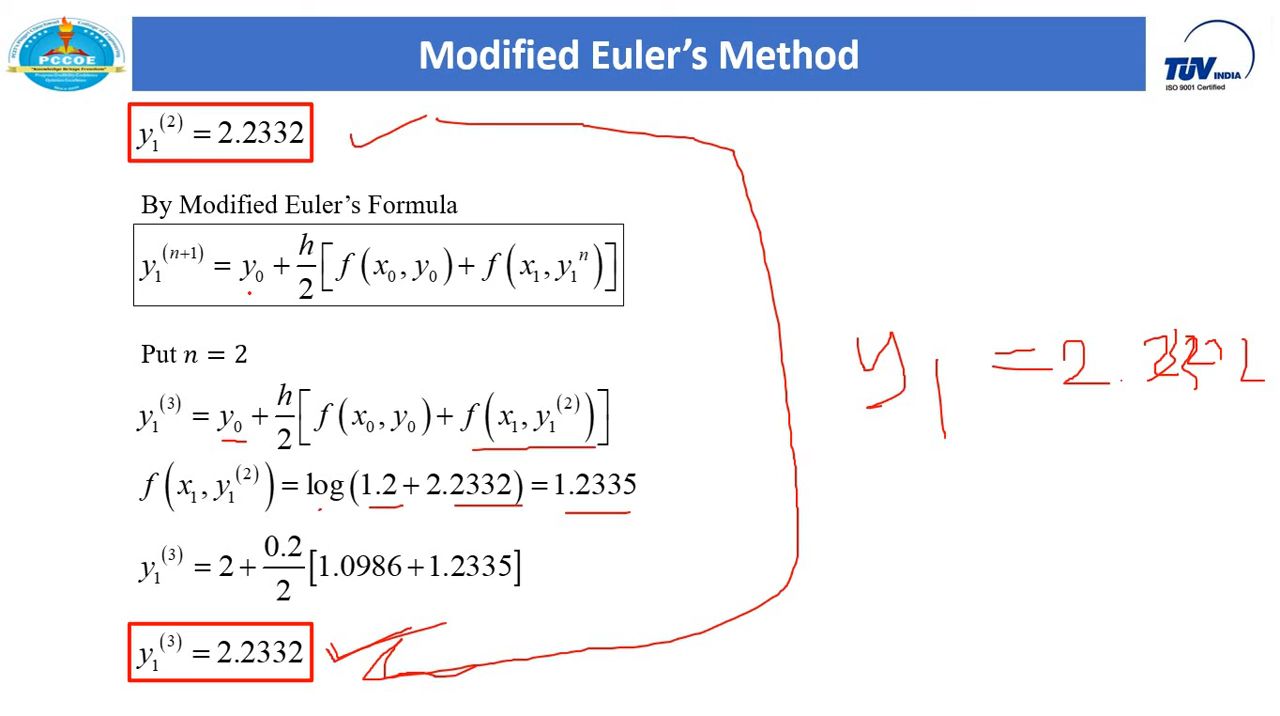 Modified Euler's Method
PCCOE
TÜV INDIA
ISO 9001 Certified
y₁⁽²⁾ = 2.2332
By Modified Euler's Formula
y₁⁽ⁿ⁺¹⁾ = y₀ + h/2 [ f(x₀, y₀) + f(x₁, y₁ⁿ) ]
Put n = 2
y₁⁽³⁾ = y₀ + h/2 [ f(x₀, y₀) + f(x₁, y₁⁽²⁾) ]
f(x₁, y₁⁽²⁾) = log(1.2 + 2.2332) = 1.2335
y₁⁽³⁾ = 2 + 0.2/2 [1.0986 + 1.2335]
y₁⁽³⁾ = 2.2332
y₁ = 2.